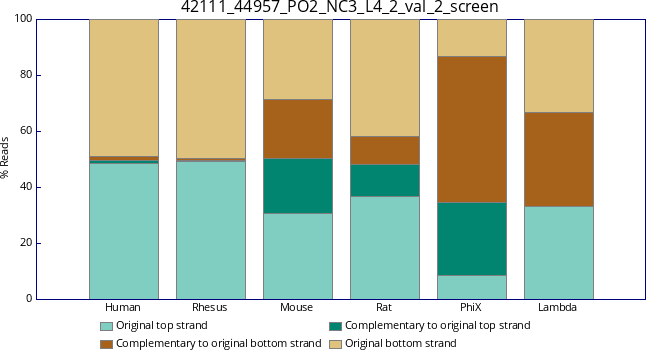 42111_44957_PO2_NC3_L4_2_val_2_screen
100
80
60
40
20
0
% Reads
Human Rhesus Mouse Rat PhiX Lambda
Original top strand Complementary to original top strand
Complementary to original bottom strand Original bottom strand